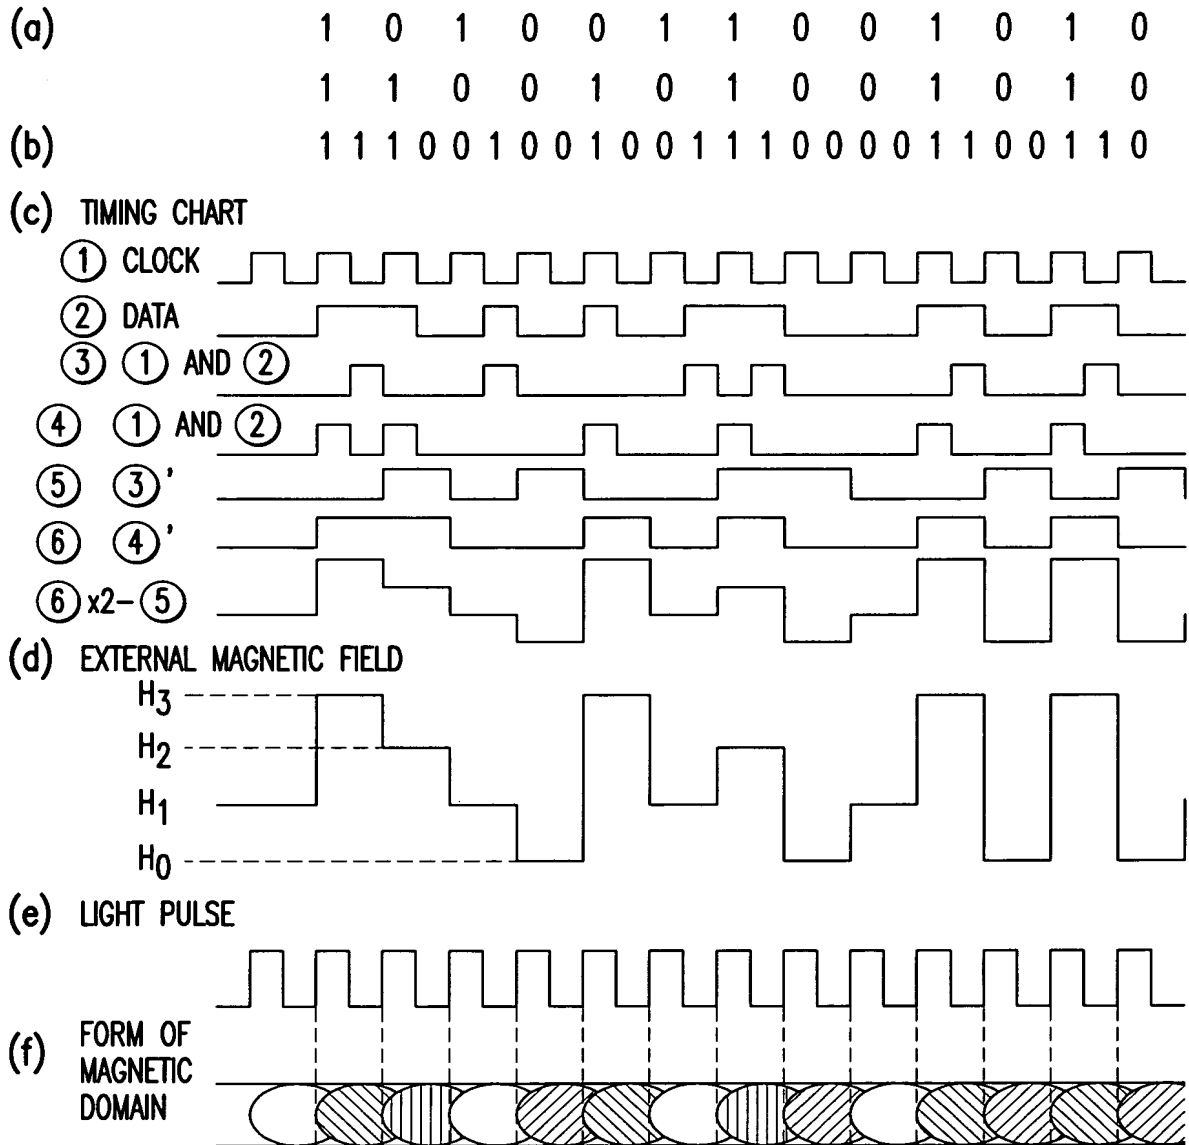 (a) 1 0 1 0 0 1 1 0 0 1 0 1 0
1 1 0 0 1 0 1 0 0 1 0 1 0
(b) 1 1 1 0 0 1 0 0 1 0 0 1 1 1 0 0 0 0 1 1 0 0 1 1 0
(c) TIMING CHART
① CLOCK
② DATA
③ ① AND ②
④ ① AND ②
⑤ ③'
⑥ ④'
⑥x2-⑤
(d) EXTERNAL MAGNETIC FIELD
H3
H2
H1
H0
(e) LIGHT PULSE
(f) FORM OF
MAGNETIC
DOMAIN